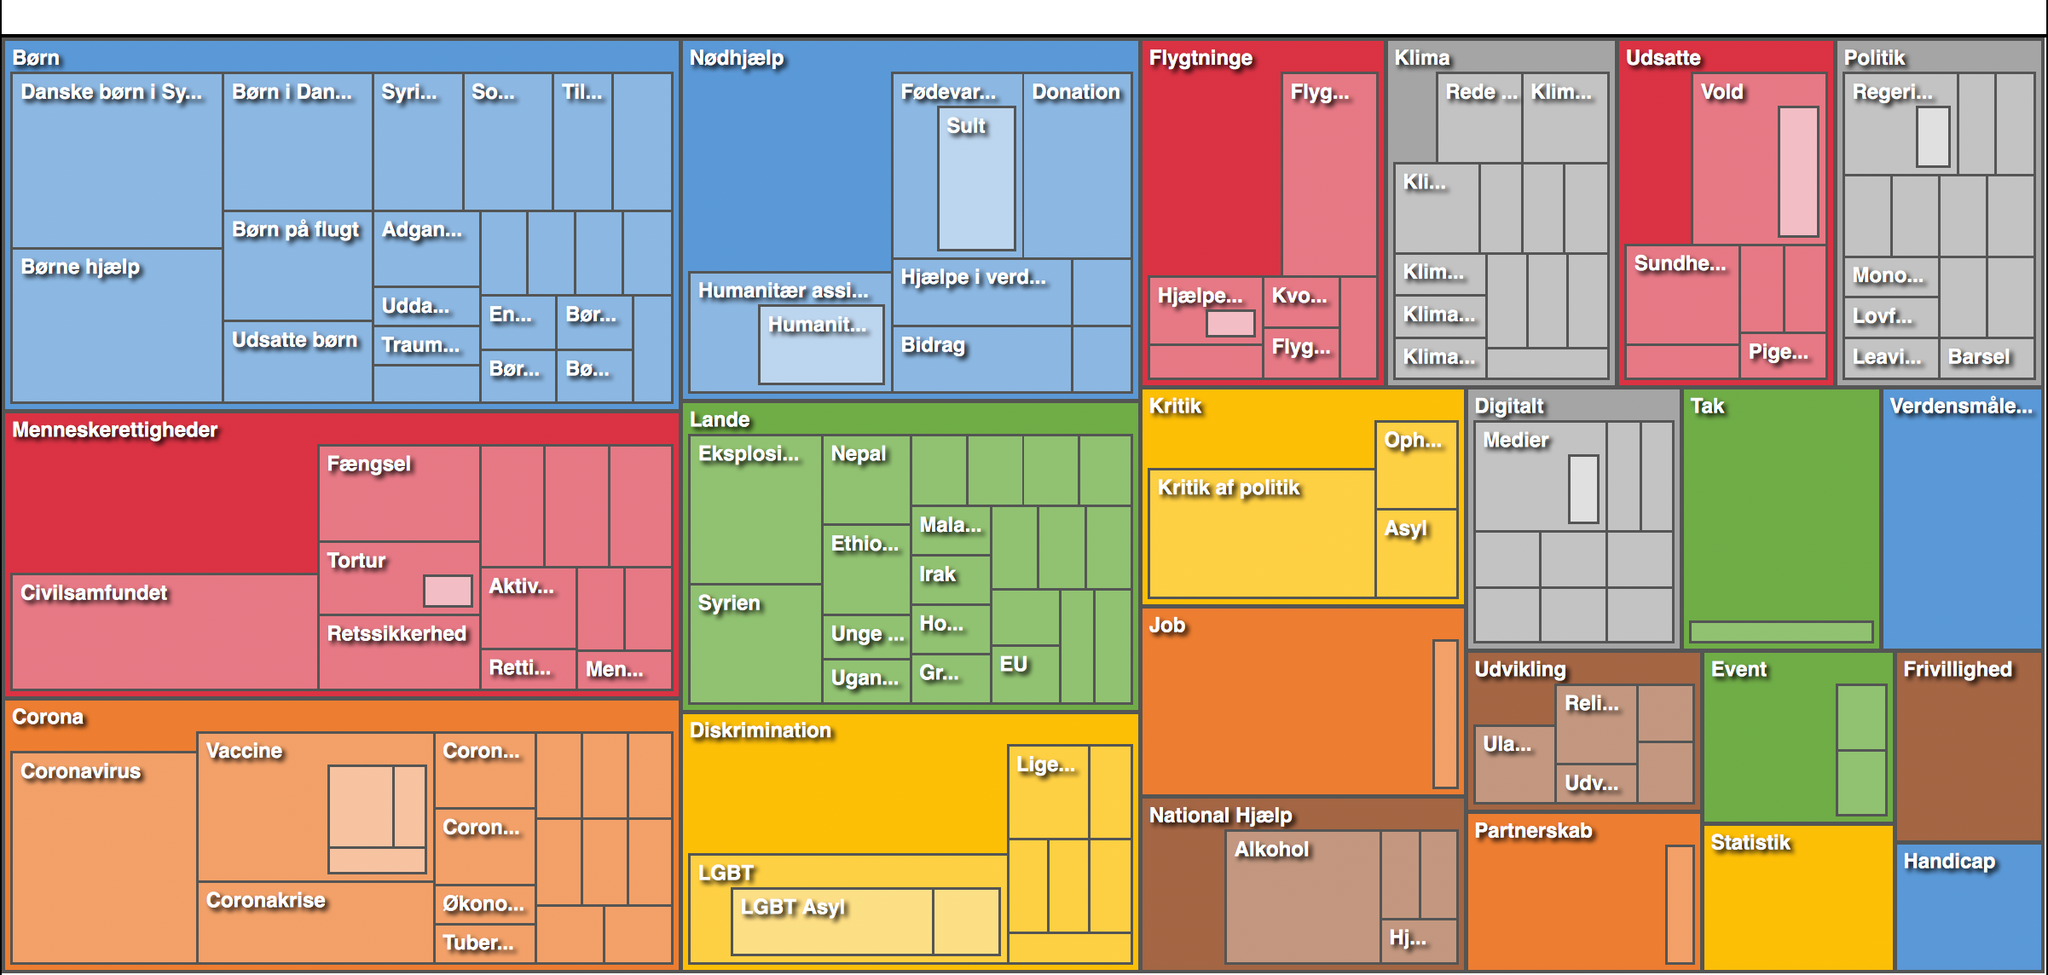 Børn
Danske børn i Sy...
Børn i Dan...
Syri...
So...
Til...
Børne hjælp
Børn på flugt
Udsatte børn
Adgan...
Udda...
Traum...
En...
Bør...
Bør...
Bø...
Menneskerettigheder
Civilsamfundet
Fængsel
Tortur
Retssikkerhed
Aktiv...
Retti...
Men...
Corona
Coronavirus
Vaccine
Coronakrise
Coron...
Coron...
Økono...
Tuber...
Nødhjælp
Fødevar...
Sult
Donation
Humanitær assi...
Humanit...
Hjælpe i verd...
Bidrag
Lande
Eksplosi...
Syrien
Nepal
Ethio...
Unge ...
Ugan...
Mala...
Irak
Ho...
Gr...
EU
Diskrimination
Lige...
LGBT
LGBT Asyl
Flygtninge
Flyg...
Hjælpe...
Kvo...
Flyg...
Klima
Rede ...
Klim...
Kli...
Klim...
Klima...
Klima...
Udsatte
Vold
Sundhe...
Pige...
Politik
Regeri...
Mono...
Lovf...
Leavi...
Barsel
Kritik
Oph...
Kritik af politik
Asyl
Job
National Hjælp
Alkohol
Hj...
Digitalt
Medier
Tak
Verdensmåle...
Udvikling
Reli...
Ula...
Udv...
Partnerskab
Event
Statistik
Frivillighed
Handicap